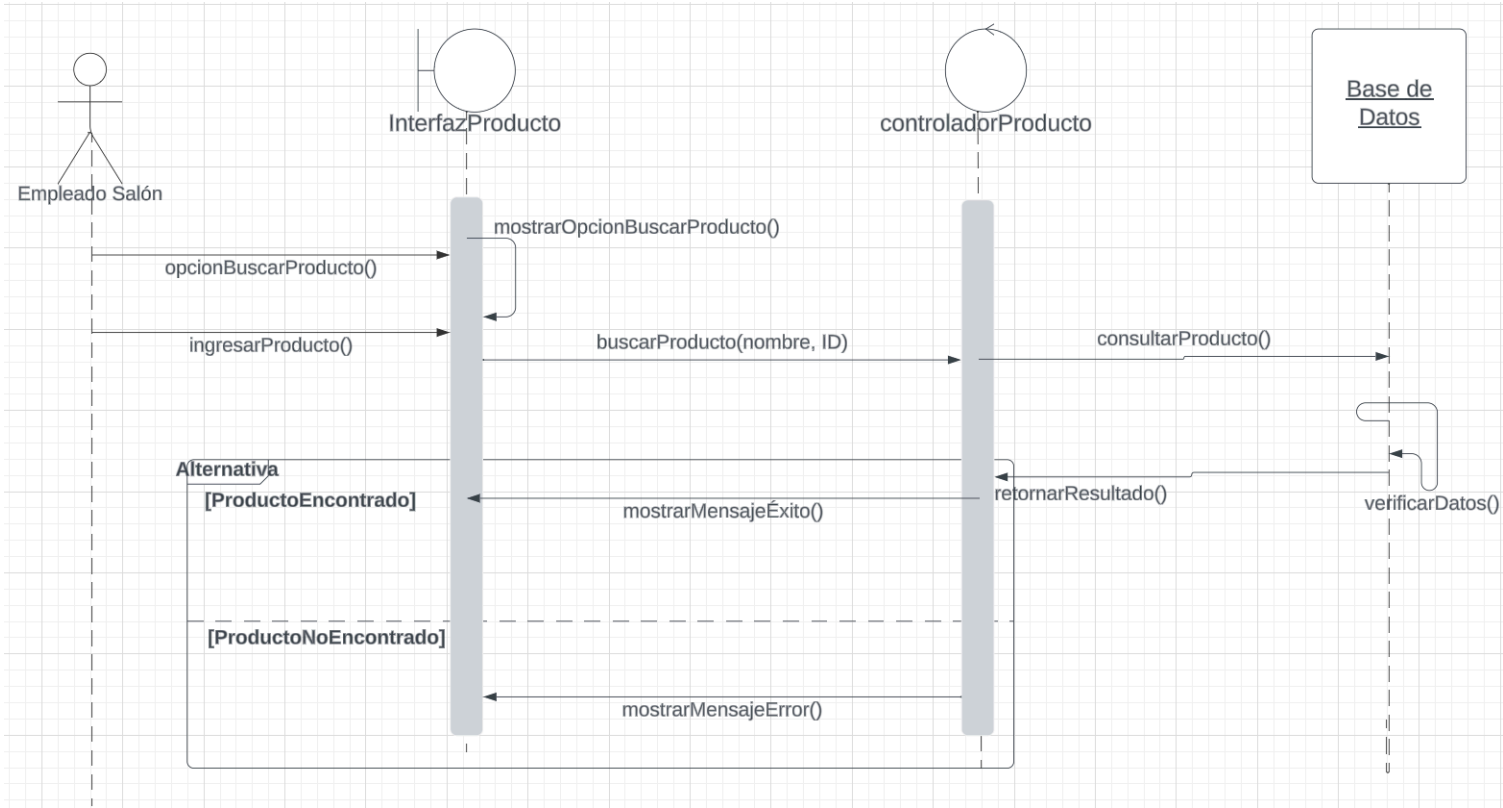 InterfazProducto
controladorProducto
Base de
Datos
Empleado Salón
mostrarOpcionBuscarProducto()
opcionBuscarProducto()
ingresarProducto()
buscarProducto(nombre, ID)
consultarProducto()
Alternativa
[ProductoEncontrado]
retornarResultado()
verificarDatos()
mostrarMensajeÉxito()
[ProductoNoEncontrado]
mostrarMensajeError()